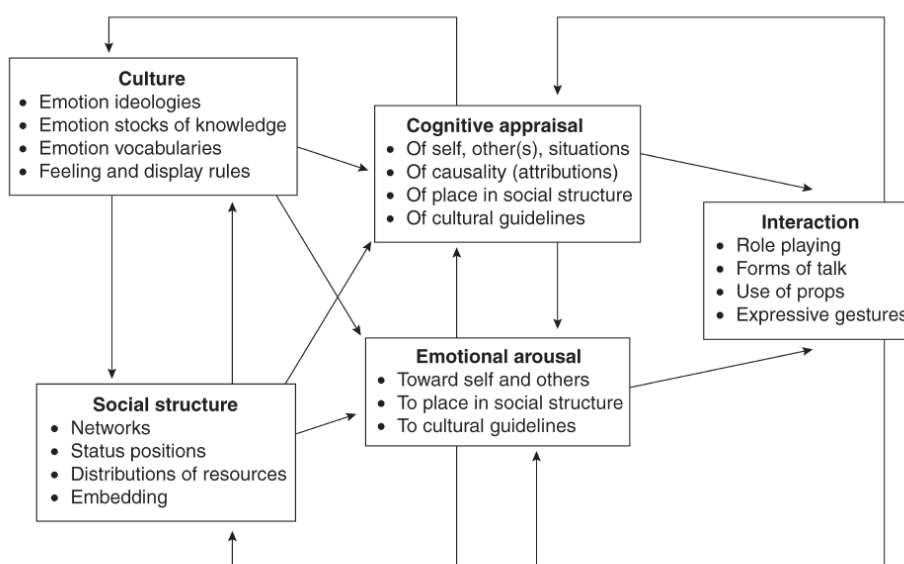 Culture
• Emotion ideologies
• Emotion stocks of knowledge
• Emotion vocabularies
• Feeling and display rules
Cognitive appraisal
• Of self, other(s), situations
• Of causality (attributions)
• Of place in social structure
• Of cultural guidelines
Interaction
• Role playing
• Forms of talk
• Use of props
• Expressive gestures
Emotional arousal
• Toward self and others
• To place in social structure
• To cultural guidelines
Social structure
• Networks
• Status positions
• Distributions of resources
• Embedding